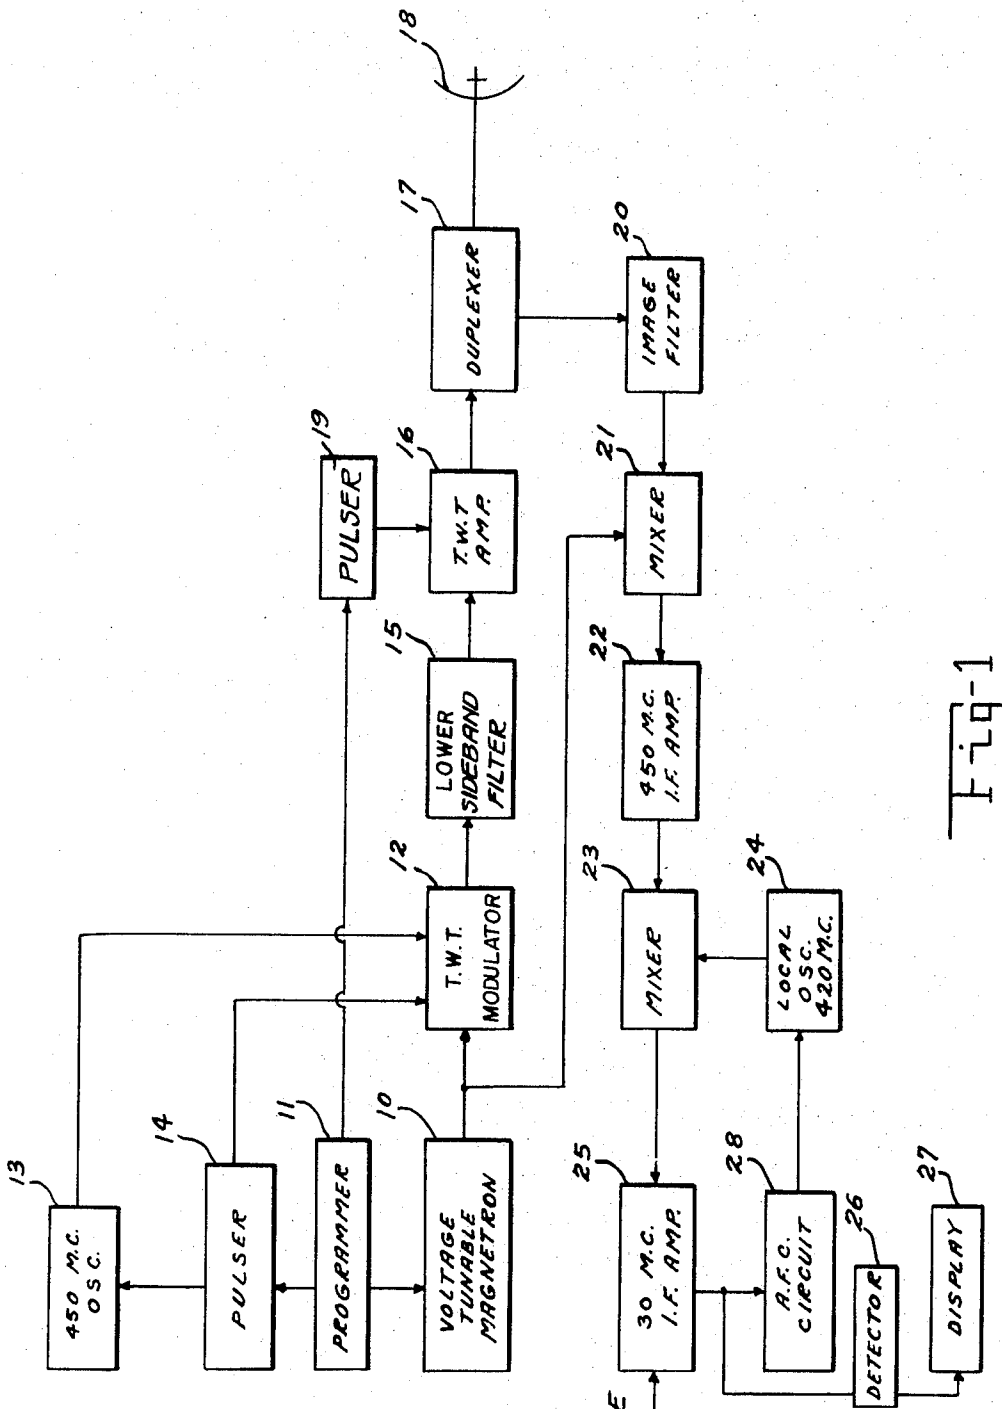 13
450 M.C.
OSC.
14
PULSER
11
PROGRAMMER
10
VOLTAGE
TUNABLE
MAGNETRON
12
T.W.T.
MODULATOR
15
LOWER
SIDEBAND
FILTER
19
PULSER
16
T.W.T
AMP.
17
DUPLEXER
18
20
IMAGE
FILTER
21
MIXER
22
450 M.C.
I.F. AMP.
23
MIXER
24
LOCAL
OSC.
420 M.C.
25
30 M.C.
I.F. AMP.
28
A.F.C.
CIRCUIT
26
DETECTOR
27
DISPLAY
E
Fig-1